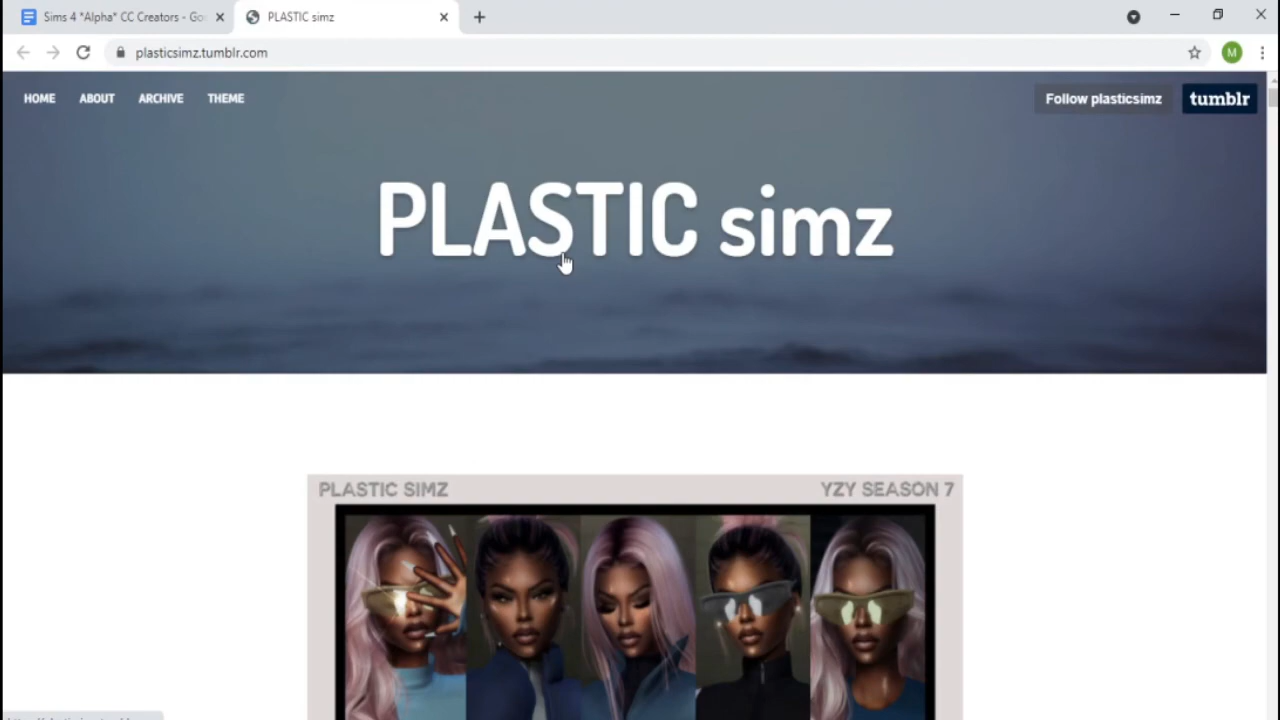 Sims 4 *Alpha* CC Creators - Go
PLASTIC simz
plasticsimz.tumblr.com
M
HOME ABOUT ARCHIVE THEME
Follow plasticsimz tumblr
PLASTIC simz
PLASTIC SIMZ YZY SEASON 7